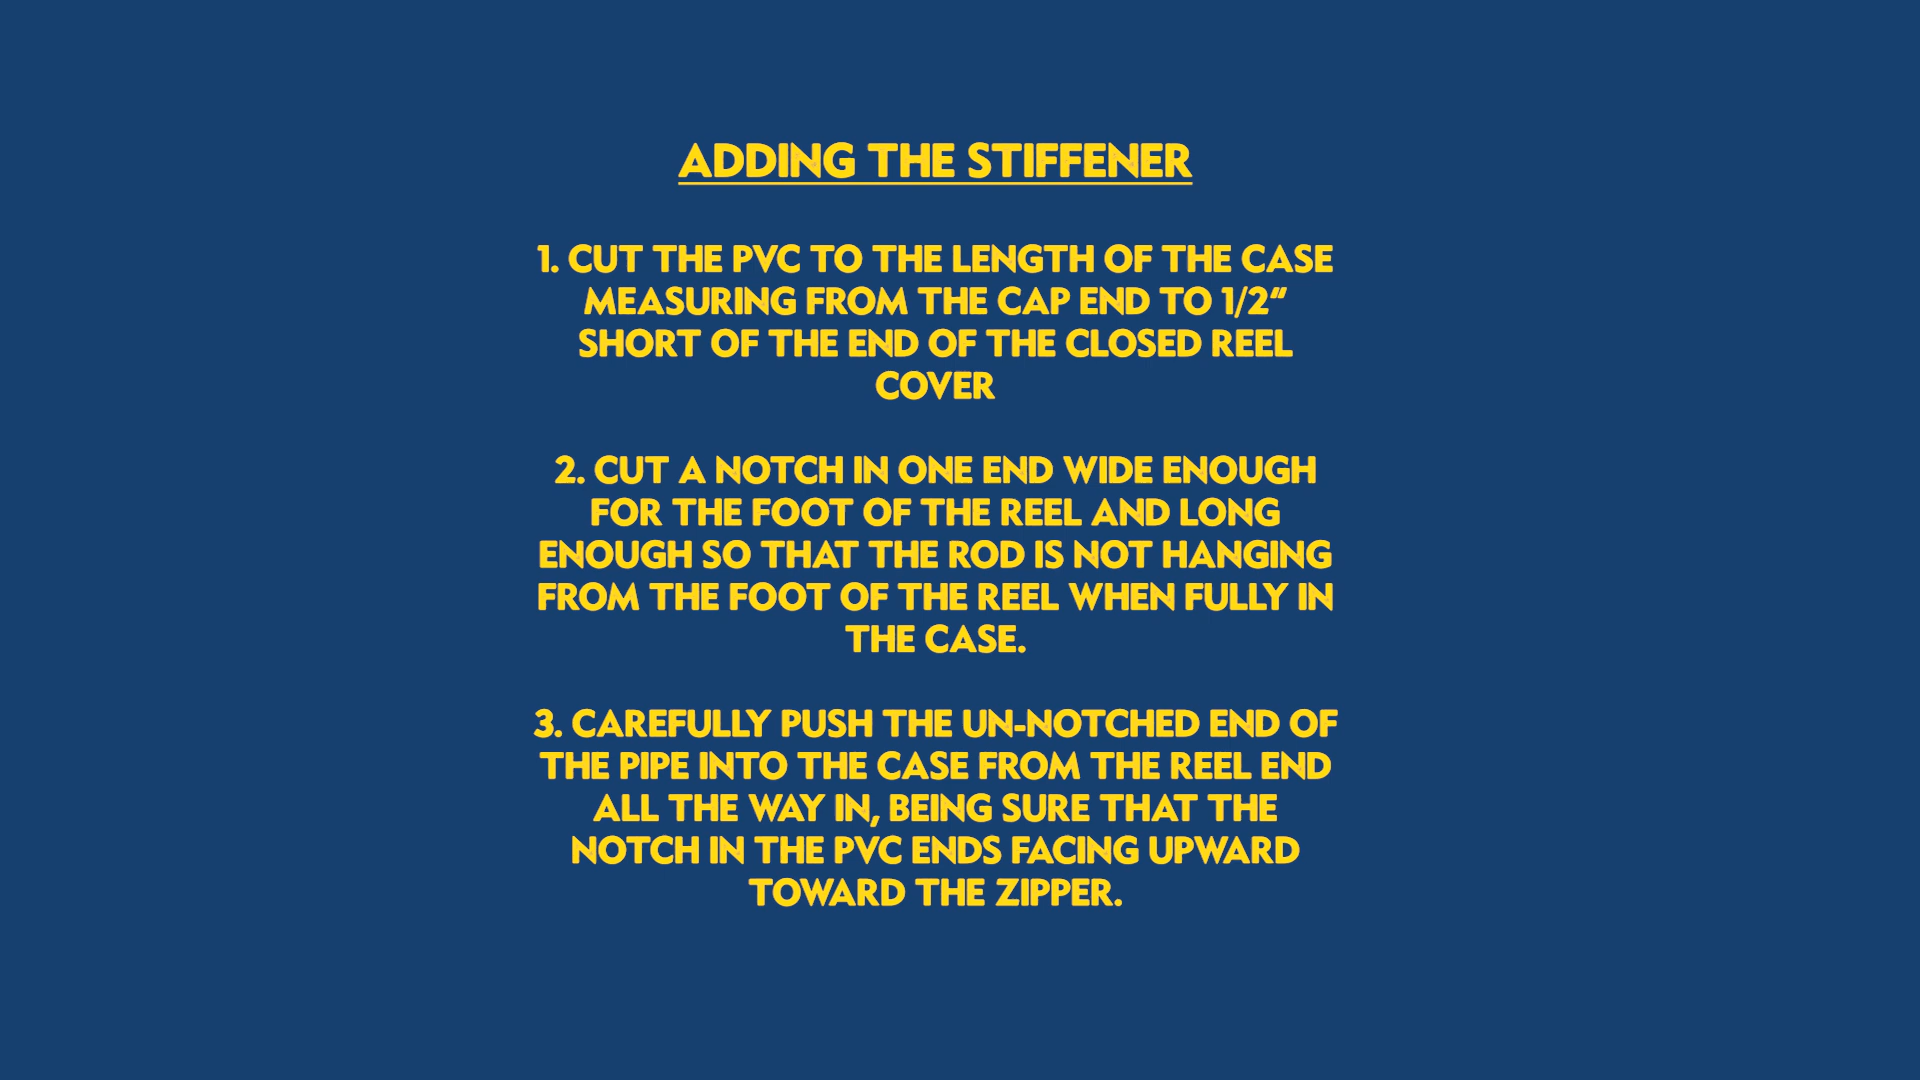 ADDING THE STIFFENER
1. CUT THE PVC TO THE LENGTH OF THE CASE
MEASURING FROM THE CAP END TO 1/2"
SHORT OF THE END OF THE CLOSED REEL
COVER
2. CUT A NOTCH IN ONE END WIDE ENOUGH
FOR THE FOOT OF THE REEL AND LONG
ENOUGH SO THAT THE ROD IS NOT HANGING
FROM THE FOOT OF THE REEL WHEN FULLY IN
THE CASE.
3. CAREFULLY PUSH THE UN-NOTCHED END OF
THE PIPE INTO THE CASE FROM THE REEL END
ALL THE WAY IN, BEING SURE THAT THE
NOTCH IN THE PVC ENDS FACING UPWARD
TOWARD THE ZIPPER.